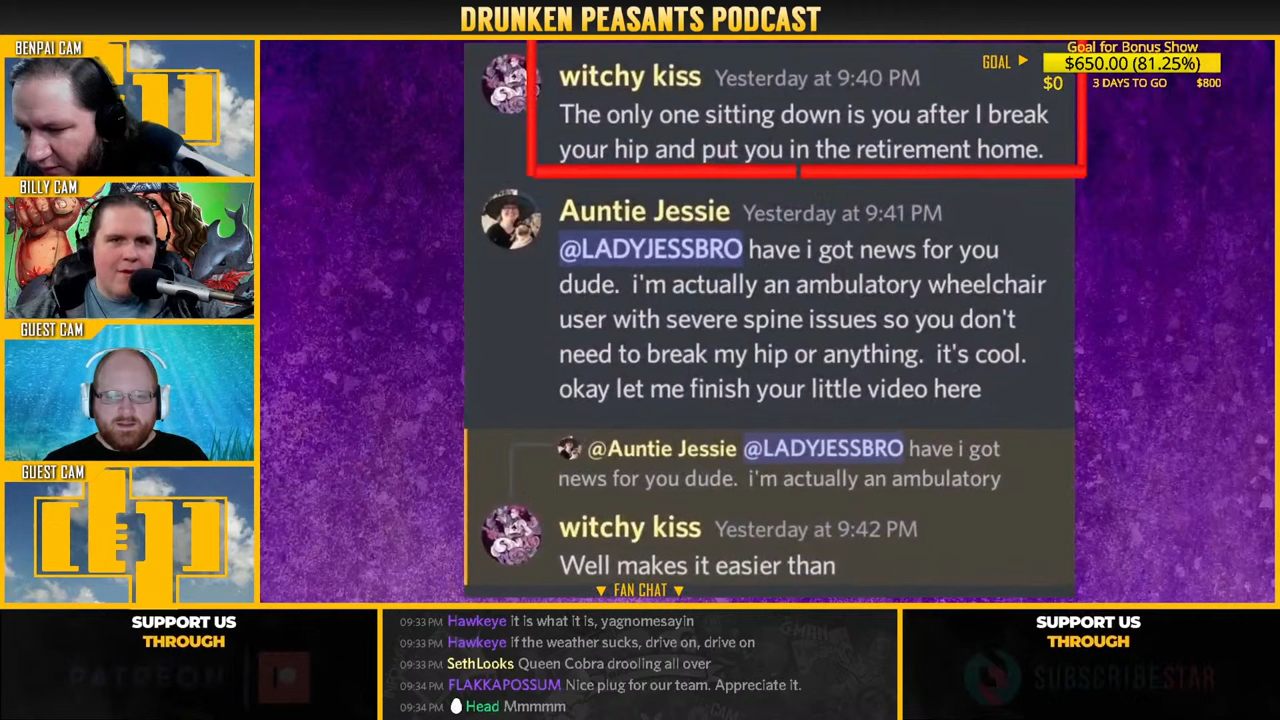 DRUNKEN PEASANTS PODCAST
BENPAI CAM
BILLY CAM
GUEST CAM
GUEST CAM
witchy kiss Yesterday at 9:40 PM
The only one sitting down is you after I break
your hip and put you in the retirement home.
Auntie Jessie Yesterday at 9:41 PM
@LADYJESSBRO have i got news for you
dude. i'm actually an ambulatory wheelchair
user with severe spine issues so you don't
need to break my hip or anything. it's cool.
okay let me finish your little video here
@Auntie Jessie @LADYJESSBRO have i got
news for you dude. i'm actually an ambulatory
witchy kiss Yesterday at 9:42 PM
Well makes it easier than
Goal for Bonus Show
GOAL ▶ $650.00 (81.25%)
$0 3 DAYS TO GO $800
▼ FAN CHAT ▼
SUPPORT US
THROUGH
PATREON
09:33 PM Hawkeye it is what it is, yagnomesayin
09:33 PM Hawkeye if the weather sucks, drive on, drive on
09:33 PM SethLooks Queen Cobra drooling all over
09:34 PM FLAKKAPOSSUM Nice plug for our team. Appreciate it.
09:34 PM Head Mmmmm
SUPPORT US
THROUGH
SUBSCRIBESTAR